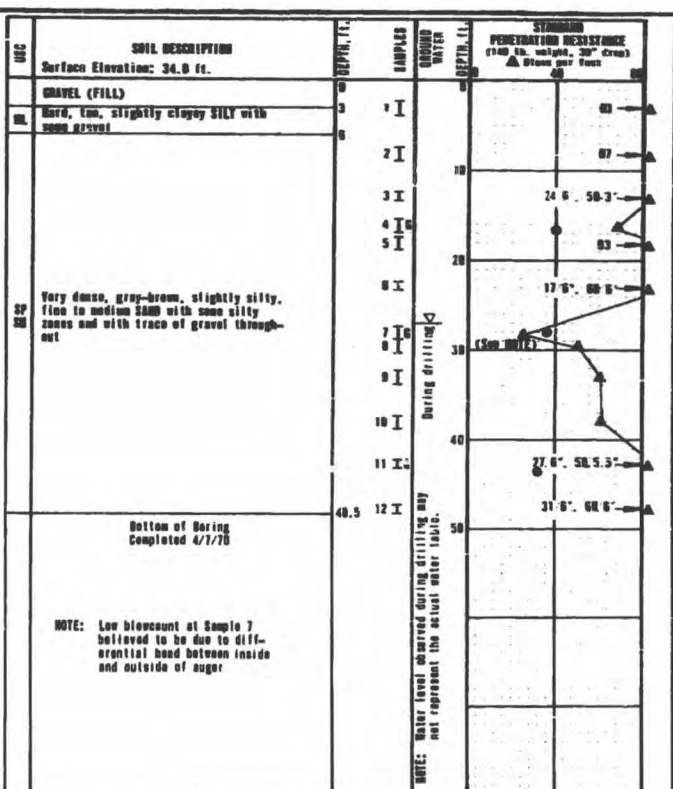 USC
SOIL DESCRIPTION
Surface Elevation: 34.0 ft.
DEPTH, ft.
SAMPLES
GROUND
WATER
DEPTH, ft.
STANDARD
PENETRATION RESISTANCE
(140 lb. weight, 30" drop)
▲ Blows per foot
0 40 80
0
0
GRAVEL (FILL)
3
ML
Hard, tan, slightly clayey SILT with
some gravel
6
1
2
3
4 G
5
6
7 G
8
9
10
11
12
10
20
30
40
50
83
87
24 6", 50-3"
93
17/6", 60/6"
(See NOTE)
27/6", 50/5.5"
31/6", 60/6"
SP
SM
Very dense, gray-brown, slightly silty,
fine to medium SAND with some silty
zones and with trace of gravel through-
out
During drilling
48.5
Bottom of Boring
Completed 4/7/70
NOTE: Low blowcount at Sample 7
believed to be due to diff-
erential head between inside
and outside of auger
NOTE: Water level observed during drilling may
not represent the actual water table.